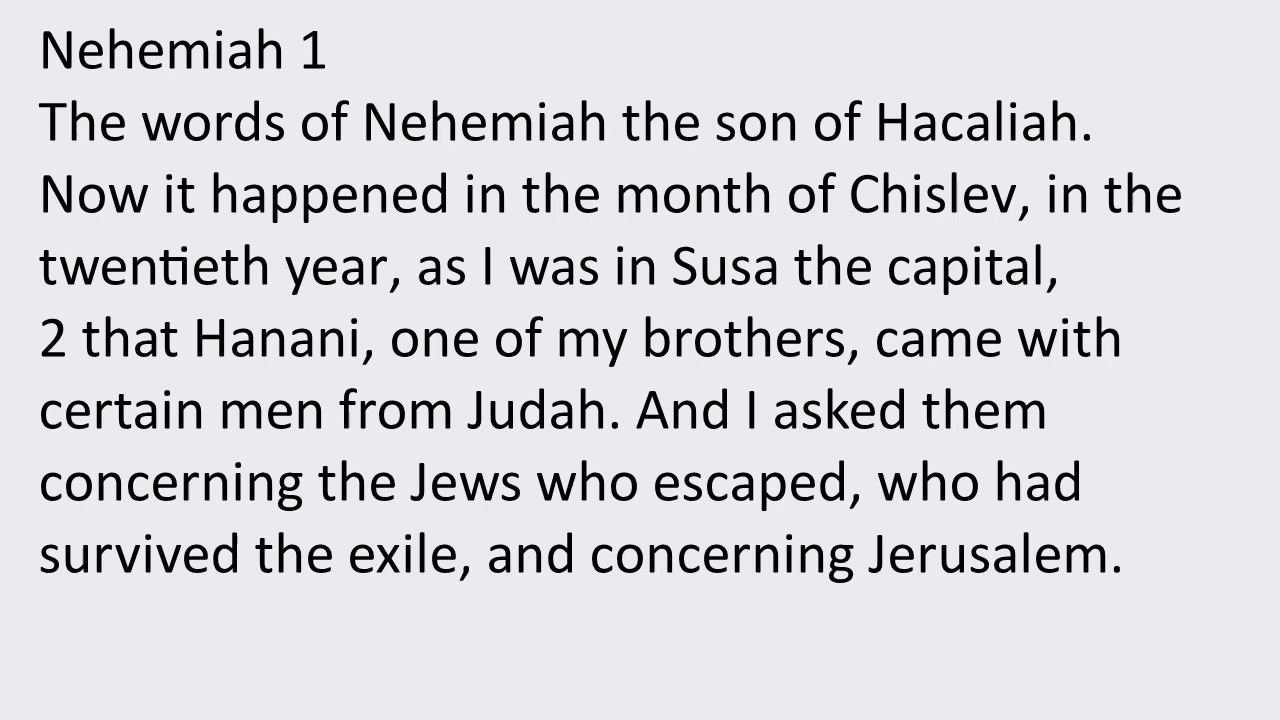 Nehemiah 1
The words of Nehemiah the son of Hacaliah.
Now it happened in the month of Chislev, in the
twentieth year, as I was in Susa the capital,
2 that Hanani, one of my brothers, came with
certain men from Judah. And I asked them
concerning the Jews who escaped, who had
survived the exile, and concerning Jerusalem.